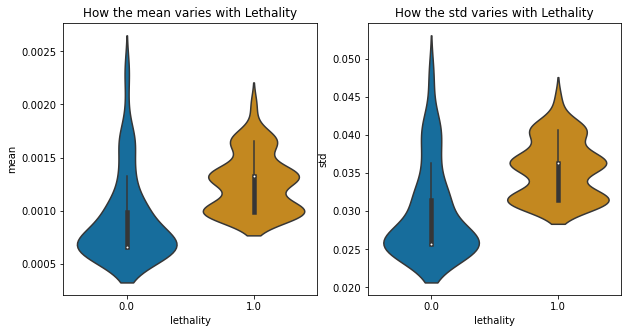 How the mean varies with Lethality
mean
0.0025
0.0020
0.0015
0.0010
0.0005
0.0
1.0
lethality
How the std varies with Lethality
std
0.050
0.045
0.040
0.035
0.030
0.025
0.020
0.0
1.0
lethality